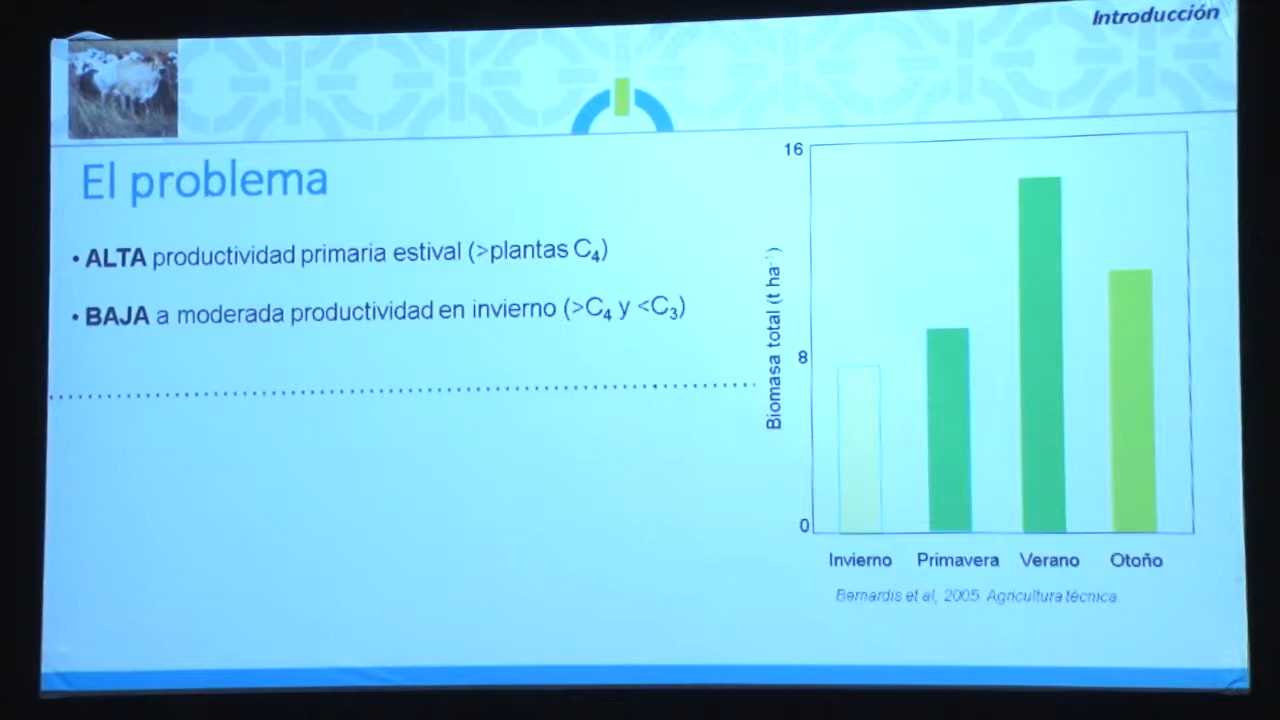 Introducción
El problema
• ALTA productividad primaria estival (>plantas C₄)
• BAJA a moderada productividad en invierno (>C₄ y <C₃)
16
8
0
Biomasa total (t ha⁻¹)
Invierno Primavera Verano Otoño
Bernardis et al, 2005. Agricultura técnica.